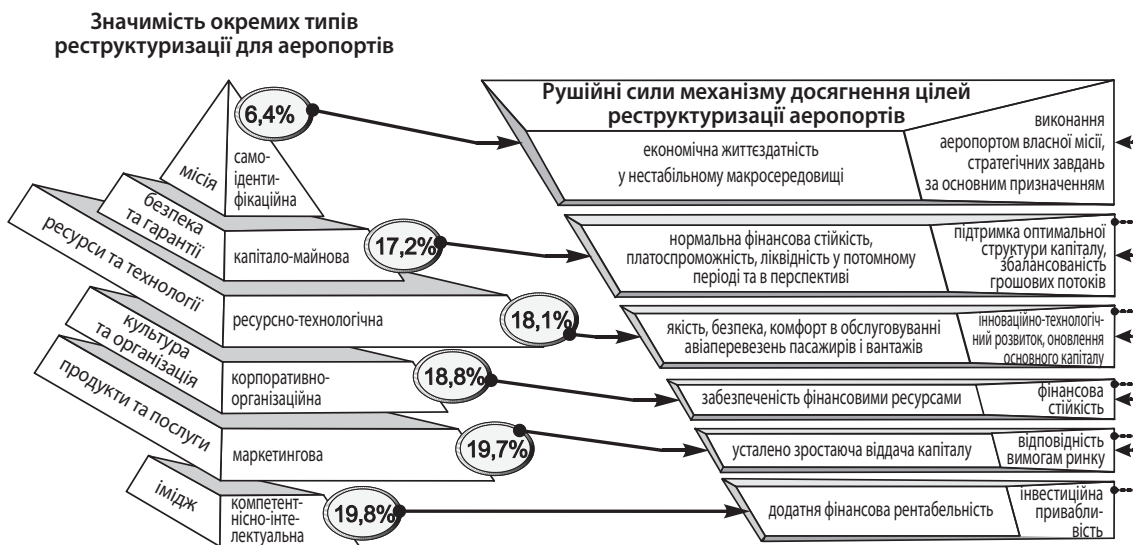 Значимість окремих типів
реструктуризації для аеропортів
6,4%
місія
само-
іденти-
фікаційна
безпека
та гарантії
капітало-майнова
17,2%
ресурси та технології
ресурсно-технологічна
18,1%
культура
та організація
корпоративно-
організаційна
18,8%
продукти та послуги
маркетингова
19,7%
імідж
компетент-
нісно-інте-
лектуальна
19,8%
Рушійні сили механізму досягнення цілей
реструктуризації аеропортів
економічна життєздатність
у нестабільному макросередовищі
виконання
аеропортом власної місії,
стратегічних завдань
за основним призначенням
нормальна фінансова стійкість,
платоспроможність, ліквідність у потомному
періоді та в перспективі
підтримка оптимальної
структури капіталу,
збалансованість
грошових потоків
якість, безпека, комфорт в обслуговуванні
авіаперевезень пасажирів і вантажів
інноваційно-технологіч-
ний розвиток, оновлення
основного капіталу
забезпеченість фінансовими ресурсами
фінансова
стійкість
устал​ено зростаюча віддача капіталу
відповідність
вимогам ринку
додатня фінансова рентабельність
інвестиційна
привабли-
вість